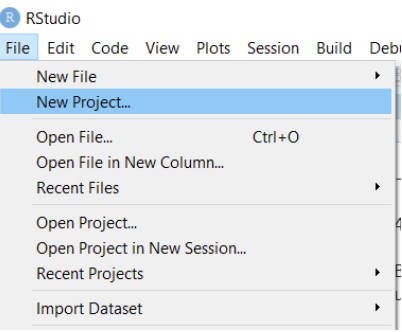 R RStudio
File Edit Code View Plots Session Build Debu
New File
New Project...
Open File... Ctrl+O
Open File in New Column...
Recent Files
Open Project...
Open Project in New Session...
Recent Projects
Import Dataset